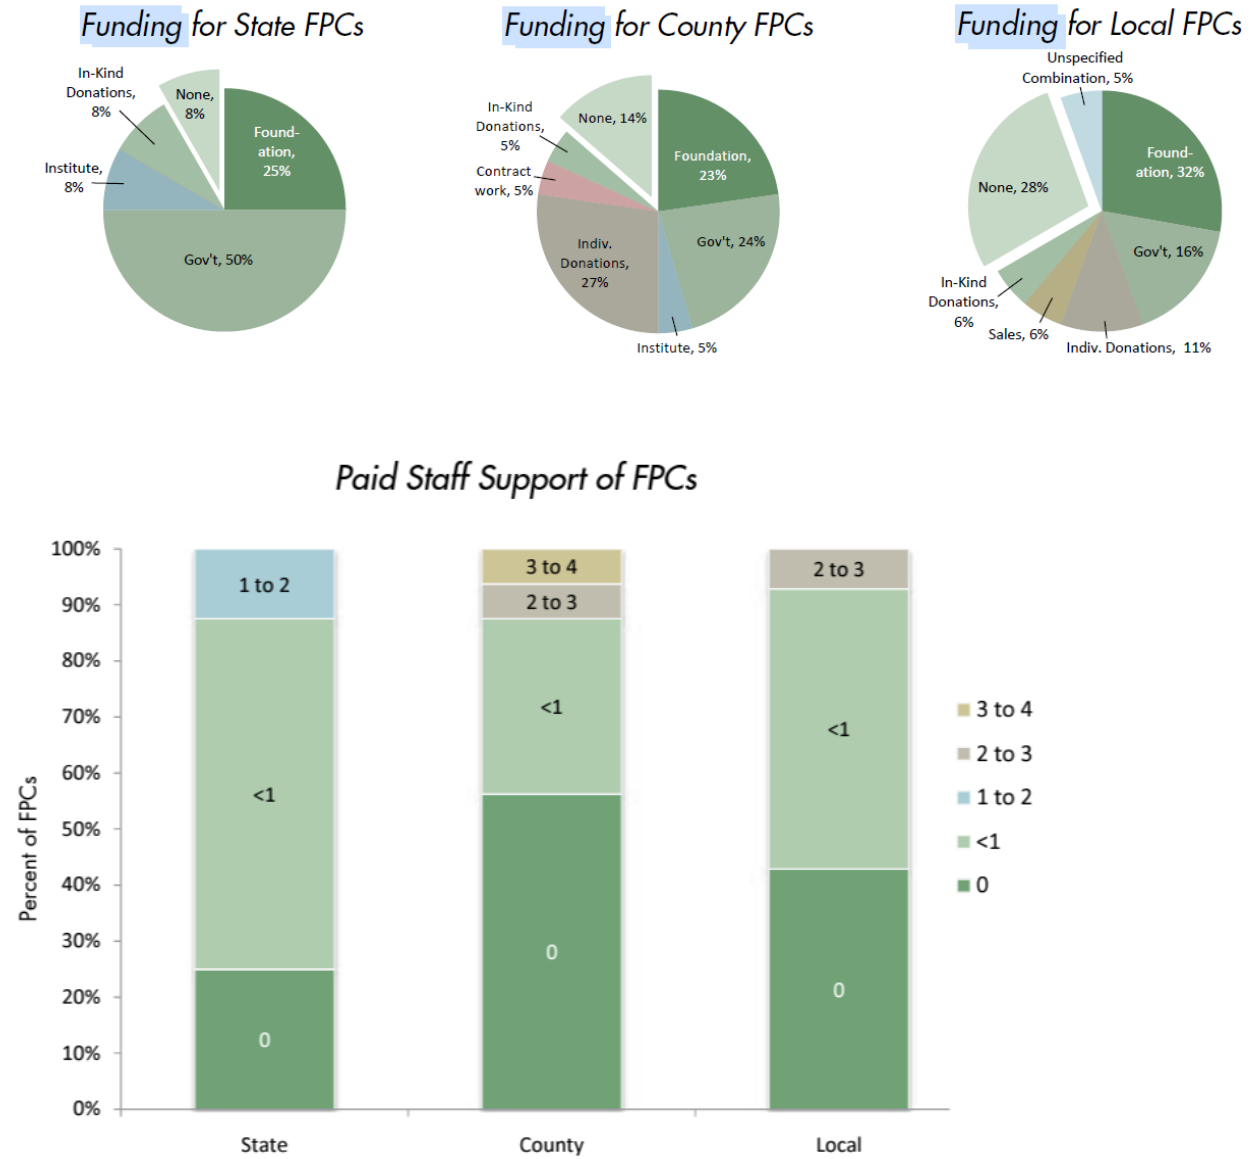 Funding for State FPCs
In-Kind
Donations,
8%
None,
8%
Found-
ation,
25%
Institute,
8%
Gov't, 50%
Funding for County FPCs
In-Kind
Donations,
5%
None, 14%
Foundation,
23%
Contract
work, 5%
Gov't, 24%
Indiv.
Donations,
27%
Institute, 5%
Funding for Local FPCs
Unspecified
Combination, 5%
Found-
ation, 32%
None, 28%
Gov't, 16%
In-Kind
Donations,
6%
Sales, 6%
Indiv. Donations, 11%
Paid Staff Support of FPCs
Percent of FPCs
100%
90%
80%
70%
60%
50%
40%
30%
20%
10%
0%
1 to 2
<1
0
3 to 4
2 to 3
<1
0
2 to 3
<1
0
State
County
Local
3 to 4
2 to 3
1 to 2
<1
0